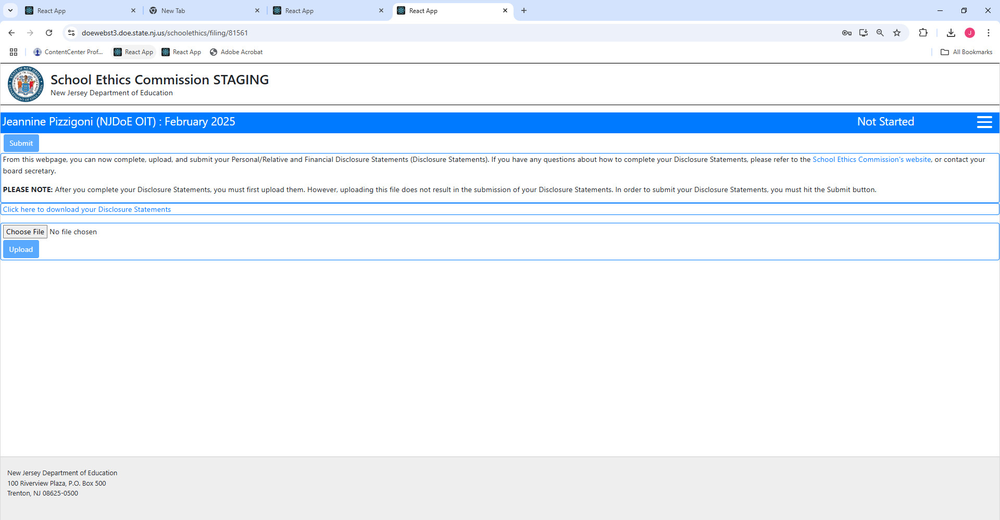 React App
New Tab
React App
React App
doewebst3.doe.state.nj.us/schoolethics/filing/81561
J
ContentCenter Prof...
React App
React App
Adobe Acrobat
All Bookmarks
School Ethics Commission STAGING
New Jersey Department of Education
Jeannine Pizzigoni (NJDoE OIT) : February 2025
Not Started
Submit
From this webpage, you can now complete, upload, and submit your Personal/Relative and Financial Disclosure Statements (Disclosure Statements). If you have any questions about how to complete your Disclosure Statements, please refer to the School Ethics Commission's website, or contact your
board secretary.
PLEASE NOTE: After you complete your Disclosure Statements, you must first upload them. However, uploading this file does not result in the submission of your Disclosure Statements. In order to submit your Disclosure Statements, you must hit the Submit button.
Click here to download your Disclosure Statements
Choose File No file chosen
Upload
New Jersey Department of Education
100 Riverview Plaza, P.O. Box 500
Trenton, NJ 08625-0500